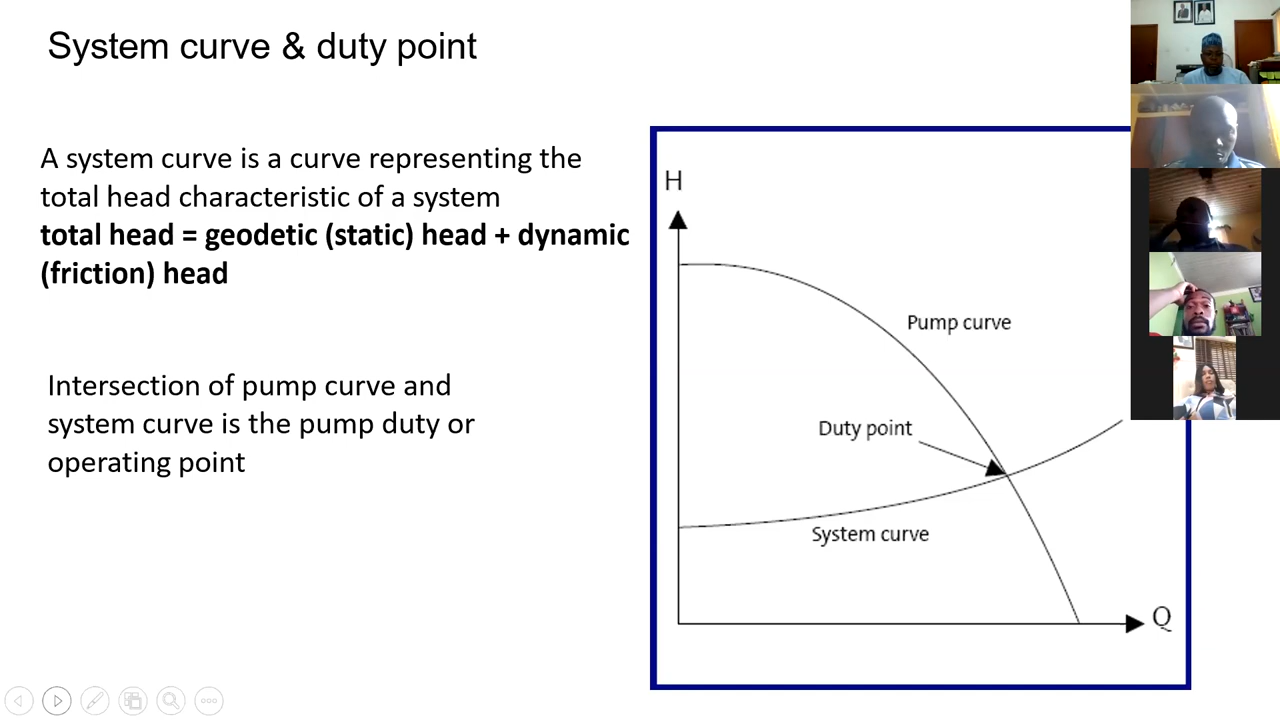 System curve & duty point
A system curve is a curve representing the
total head characteristic of a system
total head = geodetic (static) head + dynamic
(friction) head
Intersection of pump curve and
system curve is the pump duty or
operating point
H
Pump curve
Duty point
System curve
Q